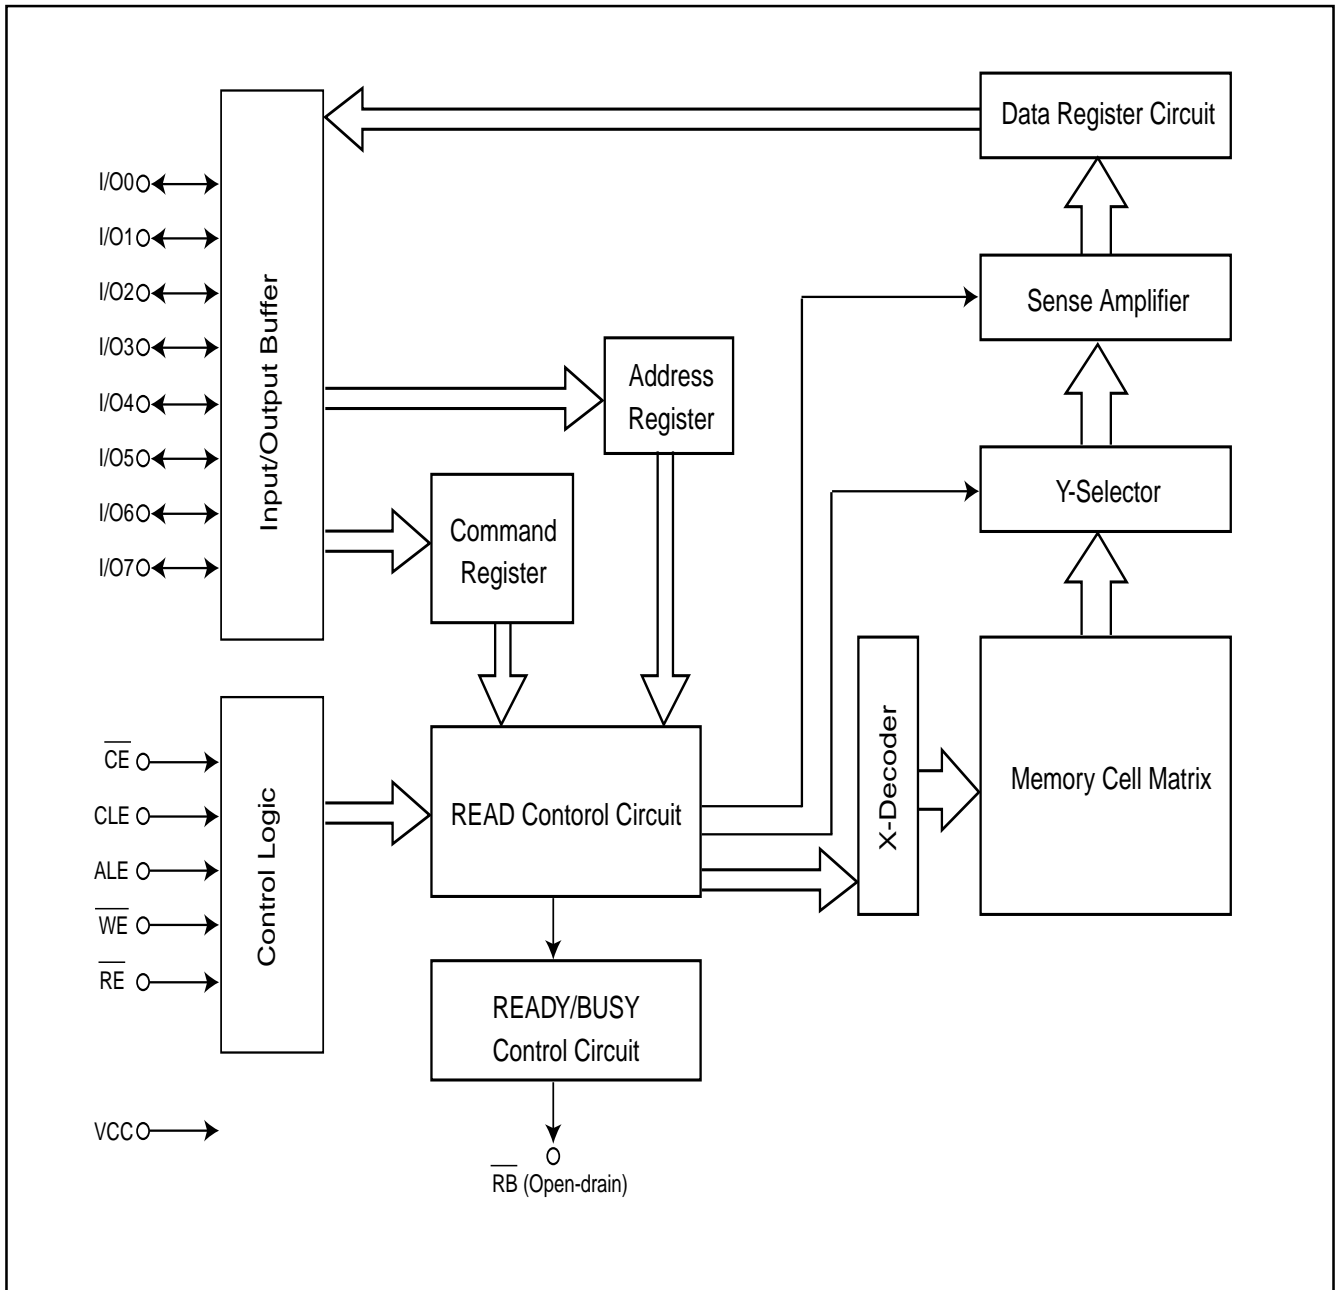 Data Register Circuit
I/O0
I/O1
I/O2
Sense Amplifier
I/O3
Input/Output Buffer
Address
Register
I/O4
I/O5
Y-Selector
I/O6
Command
Register
I/O7
CE
CLE
ALE
WE
RE
Control Logic
READ Contorol Circuit
X-Decoder
Memory Cell Matrix
READY/BUSY
Control Circuit
VCC
RB (Open-drain)